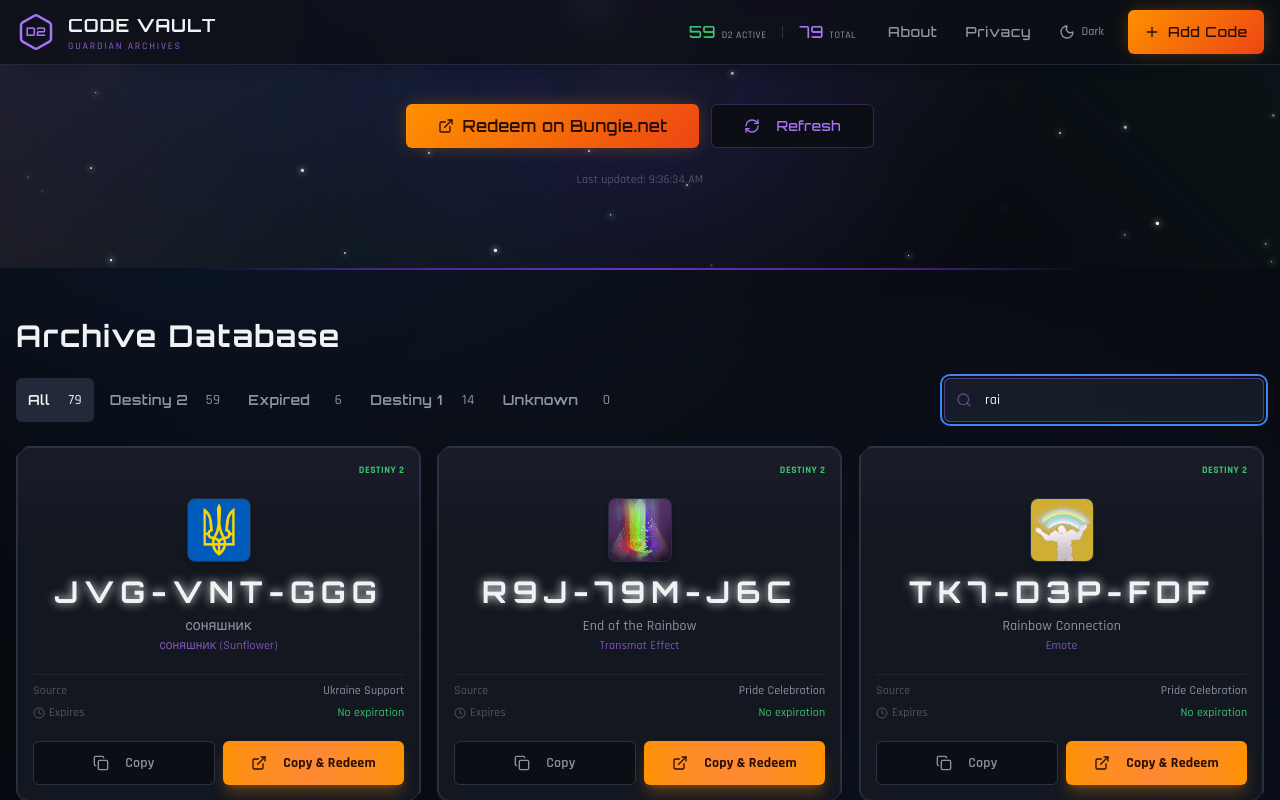 D2
CODE VAULT
GUARDIAN ARCHIVES
59 D2 ACTIVE
79 TOTAL
About
Privacy
Dark
Add Code
Redeem on Bungie.net
Refresh
Last updated: 9:36:34 AM
Archive Database
All 79
Destiny 2 59
Expired 6
Destiny 1 14
Unknown 0
rai
DESTINY 2
JVG-VNT-GGG
СОНЯШНИК
СОНЯШНИК (Sunflower)
Source Ukraine Support
Expires No expiration
Copy
Copy & Redeem
DESTINY 2
R9J-79M-J6C
End of the Rainbow
Transmat Effect
Source Pride Celebration
Expires No expiration
Copy
Copy & Redeem
DESTINY 2
TK7-D3P-FDF
Rainbow Connection
Emote
Source Pride Celebration
Expires No expiration
Copy
Copy & Redeem